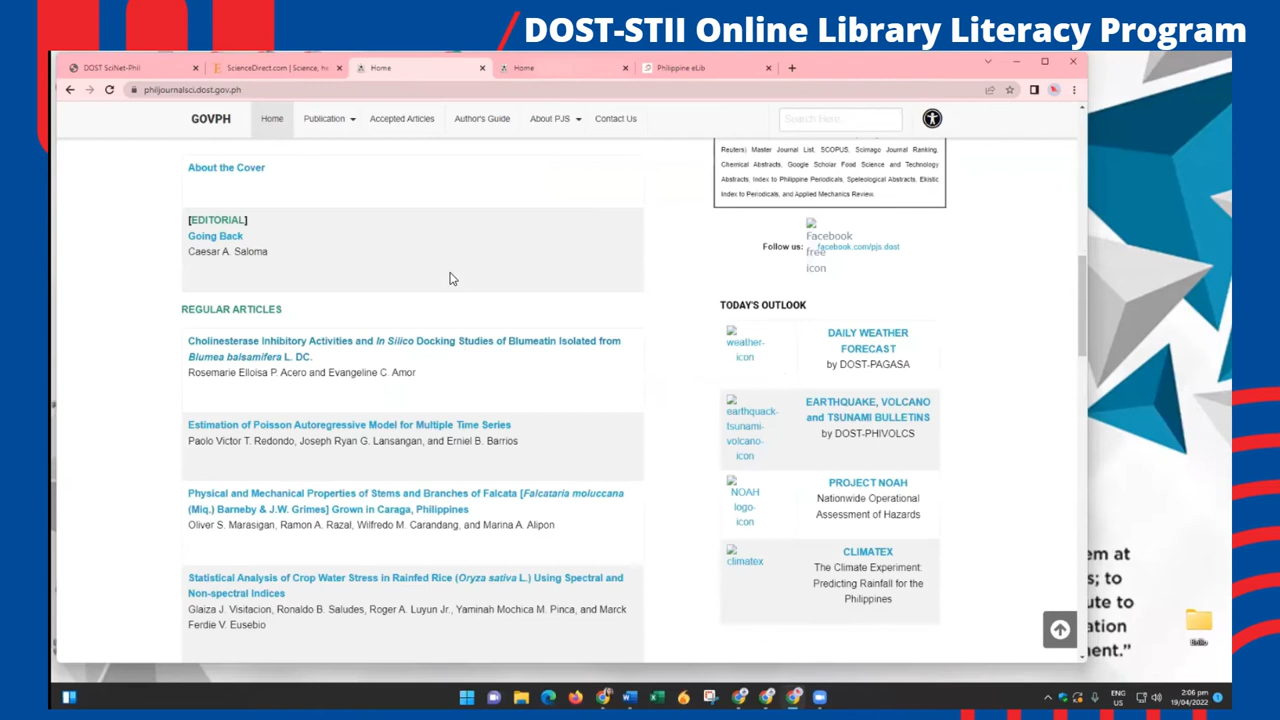 DOST-STII Online Library Literacy Program
DOST SciNet-Phil
ScienceDirect.com | Science, he
Home
Home
Philippine eLib
philjournalsci.dost.gov.ph
GOVPH
Home
Publication
Accepted Articles
Author's Guide
About PJS
Contact Us
Search Here...
About the Cover
[EDITORIAL]
Going Back
Caesar A. Saloma
REGULAR ARTICLES
Cholinesterase Inhibitory Activities and In Silico Docking Studies of Blumeatin Isolated from
Blumea balsamifera L. DC.
Rosemarie Elloisa P. Acero and Evangeline C. Amor
Estimation of Poisson Autoregressive Model for Multiple Time Series
Paolo Victor T. Redondo, Joseph Ryan G. Lansangan, and Erniel B. Barrios
Physical and Mechanical Properties of Stems and Branches of Falcata [Falcataria moluccana
(Miq.) Barneby & J.W. Grimes] Grown in Caraga, Philippines
Oliver S. Marasigan, Ramon A. Razal, Wilfredo M. Carandang, and Marina A. Alipon
Statistical Analysis of Crop Water Stress in Rainfed Rice (Oryza sativa L.) Using Spectral and
Non-spectral Indices
Glaiza J. Visitacion, Ronaldo B. Saludes, Roger A. Luyun Jr., Yaminah Mochica M. Pinca, and Marck
Ferdie V. Eusebio
Reuters) Master Journal List, SCOPUS, Scimago Journal Ranking,
Chemical Abstracts, Google Scholar Food Science and Technology
Abstracts, Index to Philippine Periodicals, Speleological Abstracts, Ekistic
Index to Periodicals, and Applied Mechanics Review.
Follow us:
Facebook
free
icon
facebook.com/pjs.dost
TODAY'S OUTLOOK
weather-
icon
DAILY WEATHER
FORECAST
by DOST-PAGASA
earthquack-
tsunami-
volcano-
icon
EARTHQUAKE, VOLCANO
and TSUNAMI BULLETINS
by DOST-PHIVOLCS
NOAH
logo-
icon
PROJECT NOAH
Nationwide Operational
Assessment of Hazards
climatex
CLIMATEX
The Climate Experiment:
Predicting Rainfall for the
Philippines
em at
s; to
ute to
ation
nent."
ENG
US
2:06 pm
19/04/2022